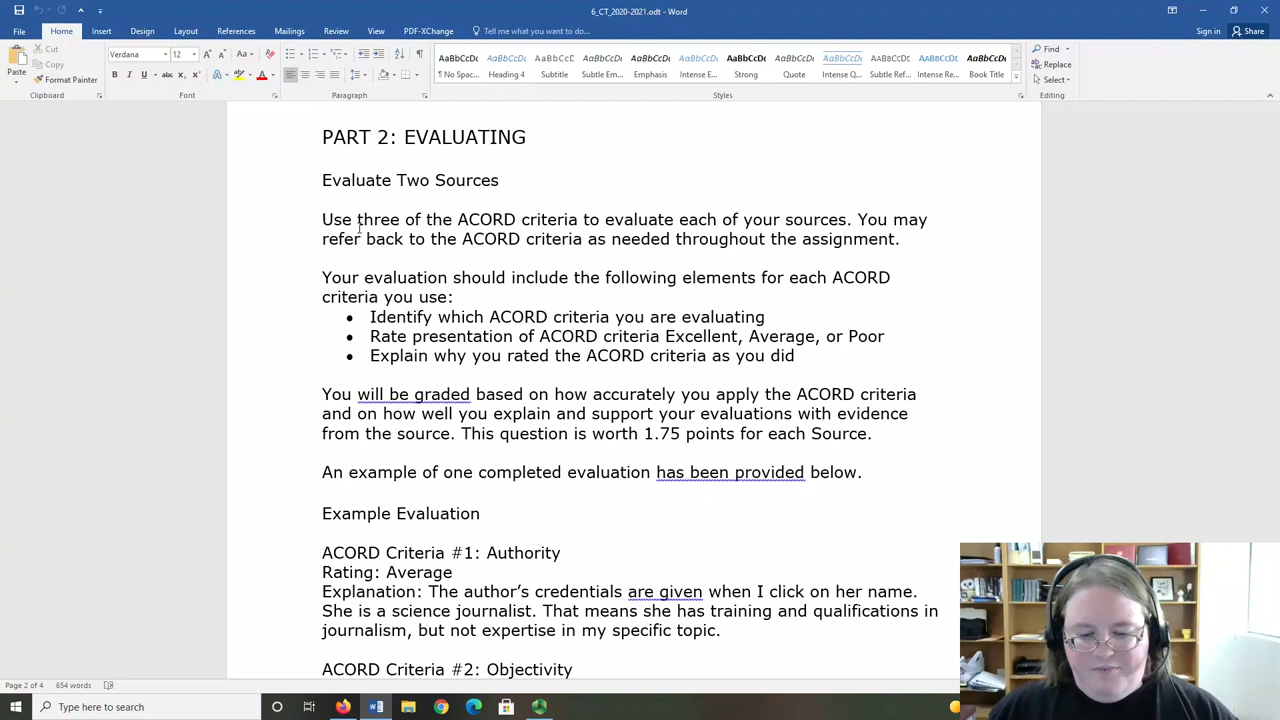 6_CT_2020-2021.odt - Word
Sign in Share
File Home Insert Design Layout References Mailings Review View PDF-XChange Tell me what you want to do...
Paste
Cut
Copy
Format Painter
Clipboard
Verdana 12
Font
Paragraph
AaBbCcDc AaBbCcDc AaBbCcDc AaBbCcDc AaBbCcDc AaBbCcDc AaBbCcDc AaBbCcDc AaBbCcDc AaBbCcDc AaBbCcDc AaBbCcDc
¶ No Spac... Heading 4 Subtitle Subtle Em... Emphasis Intense E... Strong Quote Intense Q... Subtle Ref... Intense Re... Book Title
Styles
Find
Replace
Select
Editing
PART 2: EVALUATING
Evaluate Two Sources
Use three of the ACORD criteria to evaluate each of your sources. You may
refer back to the ACORD criteria as needed throughout the assignment.
Your evaluation should include the following elements for each ACORD
criteria you use:
• Identify which ACORD criteria you are evaluating
• Rate presentation of ACORD criteria Excellent, Average, or Poor
• Explain why you rated the ACORD criteria as you did
You will be graded based on how accurately you apply the ACORD criteria
and on how well you explain and support your evaluations with evidence
from the source. This question is worth 1.75 points for each Source.
An example of one completed evaluation has been provided below.
Example Evaluation
ACORD Criteria #1: Authority
Rating: Average
Explanation: The author's credentials are given when I click on her name.
She is a science journalist. That means she has training and qualifications in
journalism, but not expertise in my specific topic.
ACORD Criteria #2: Objectivity
Page 2 of 4 654 words
Type here to search